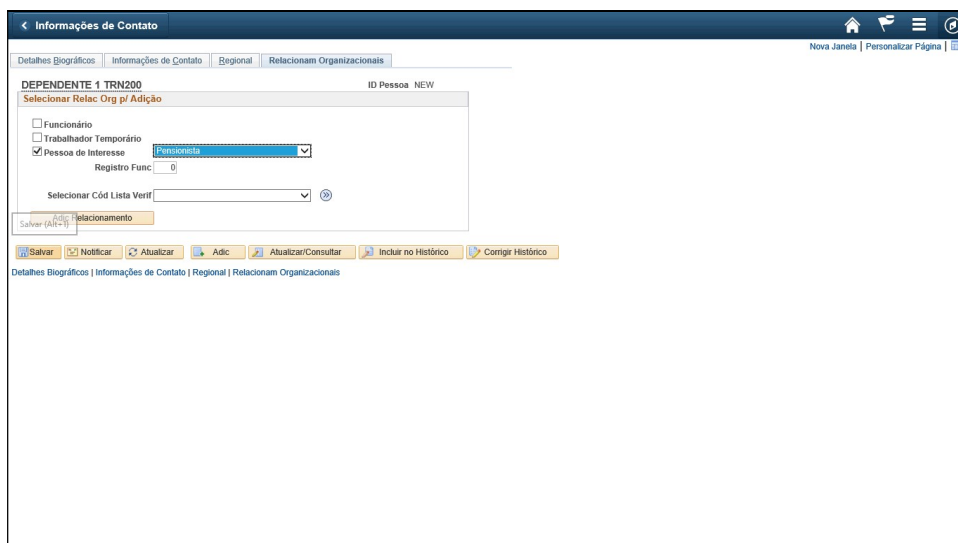 Informações de Contato
Nova Janela | Personalizar Página |
Detalhes Biográficos Informações de Contato Regional Relacionam Organizacionais
DEPENDENTE 1 TRN200 ID Pessoa NEW
Selecionar Relac Org p/ Adição
Funcionário
Trabalhador Temporário
Pessoa de Interesse Pensionista
Registro Func 0
Selecionar Cód Lista Verif
Adic Relacionamento
Salvar (Alt+1)
Salvar Notificar Atualizar Adic Atualizar/Consultar Incluir no Histórico Corrigir Histórico
Detalhes Biográficos | Informações de Contato | Regional | Relacionam Organizacionais